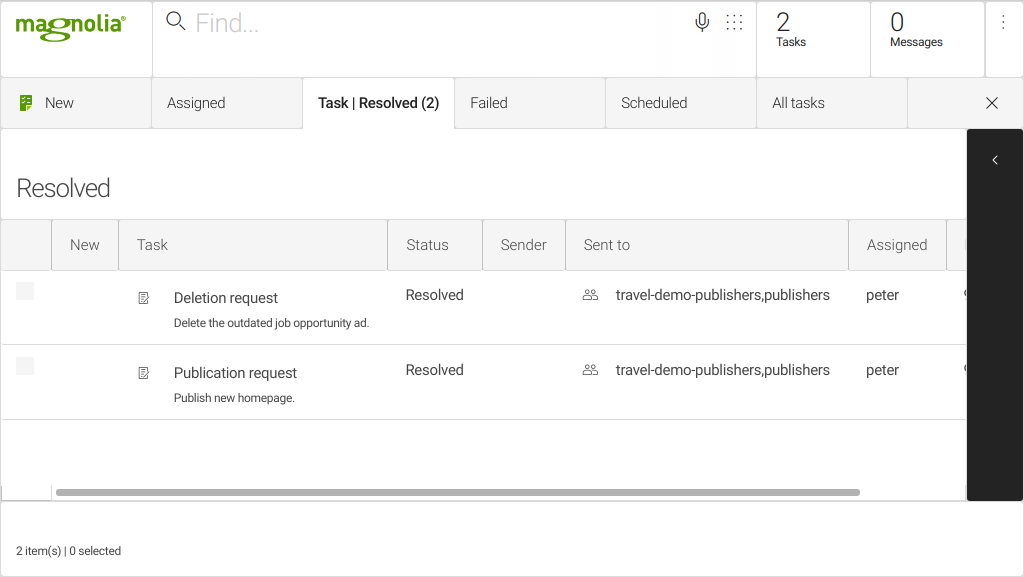 magnolia®
Find...
2
Tasks
0
Messages
New
Assigned
Task | Resolved (2)
Failed
Scheduled
All tasks
Resolved
New Task Status Sender Sent to Assigned
Deletion request Resolved travel-demo-publishers,publishers peter
Delete the outdated job opportunity ad.
Publication request Resolved travel-demo-publishers,publishers peter
Publish new homepage.
2 item(s) | 0 selected